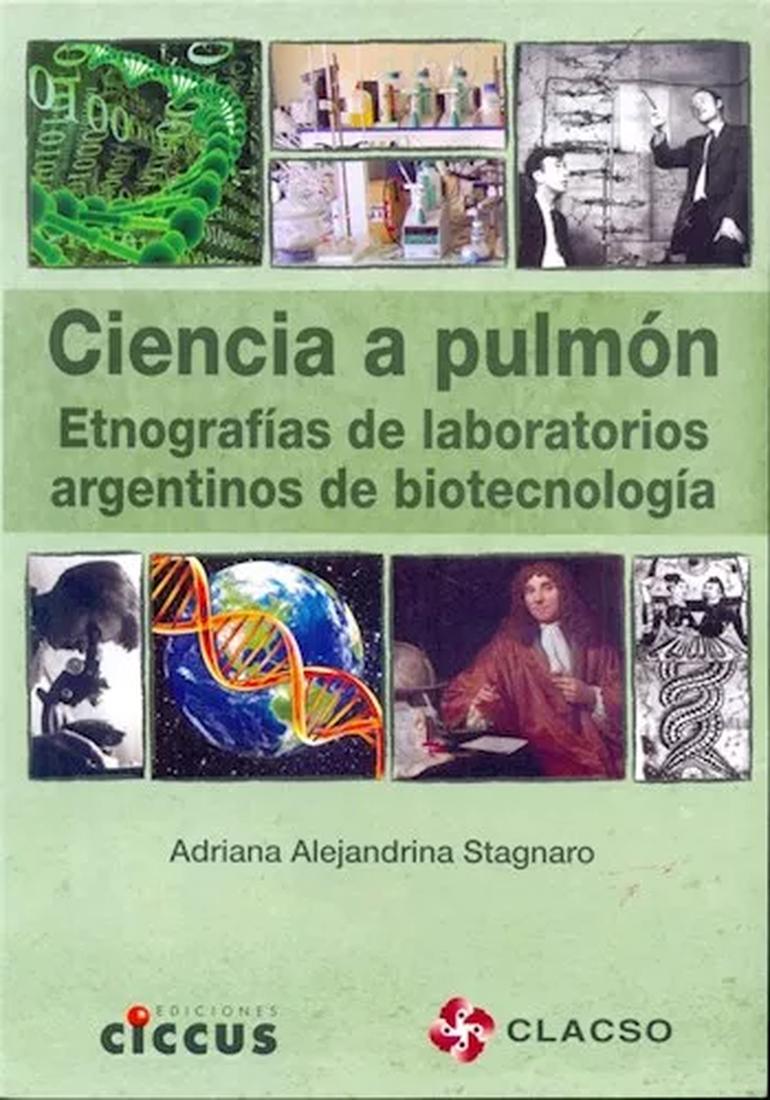 Ciencia a pulmón
Etnografías de laboratorios
argentinos de biotecnología
Adriana Alejandrina Stagnaro
EDICIONES
CICCUS
CLACSO